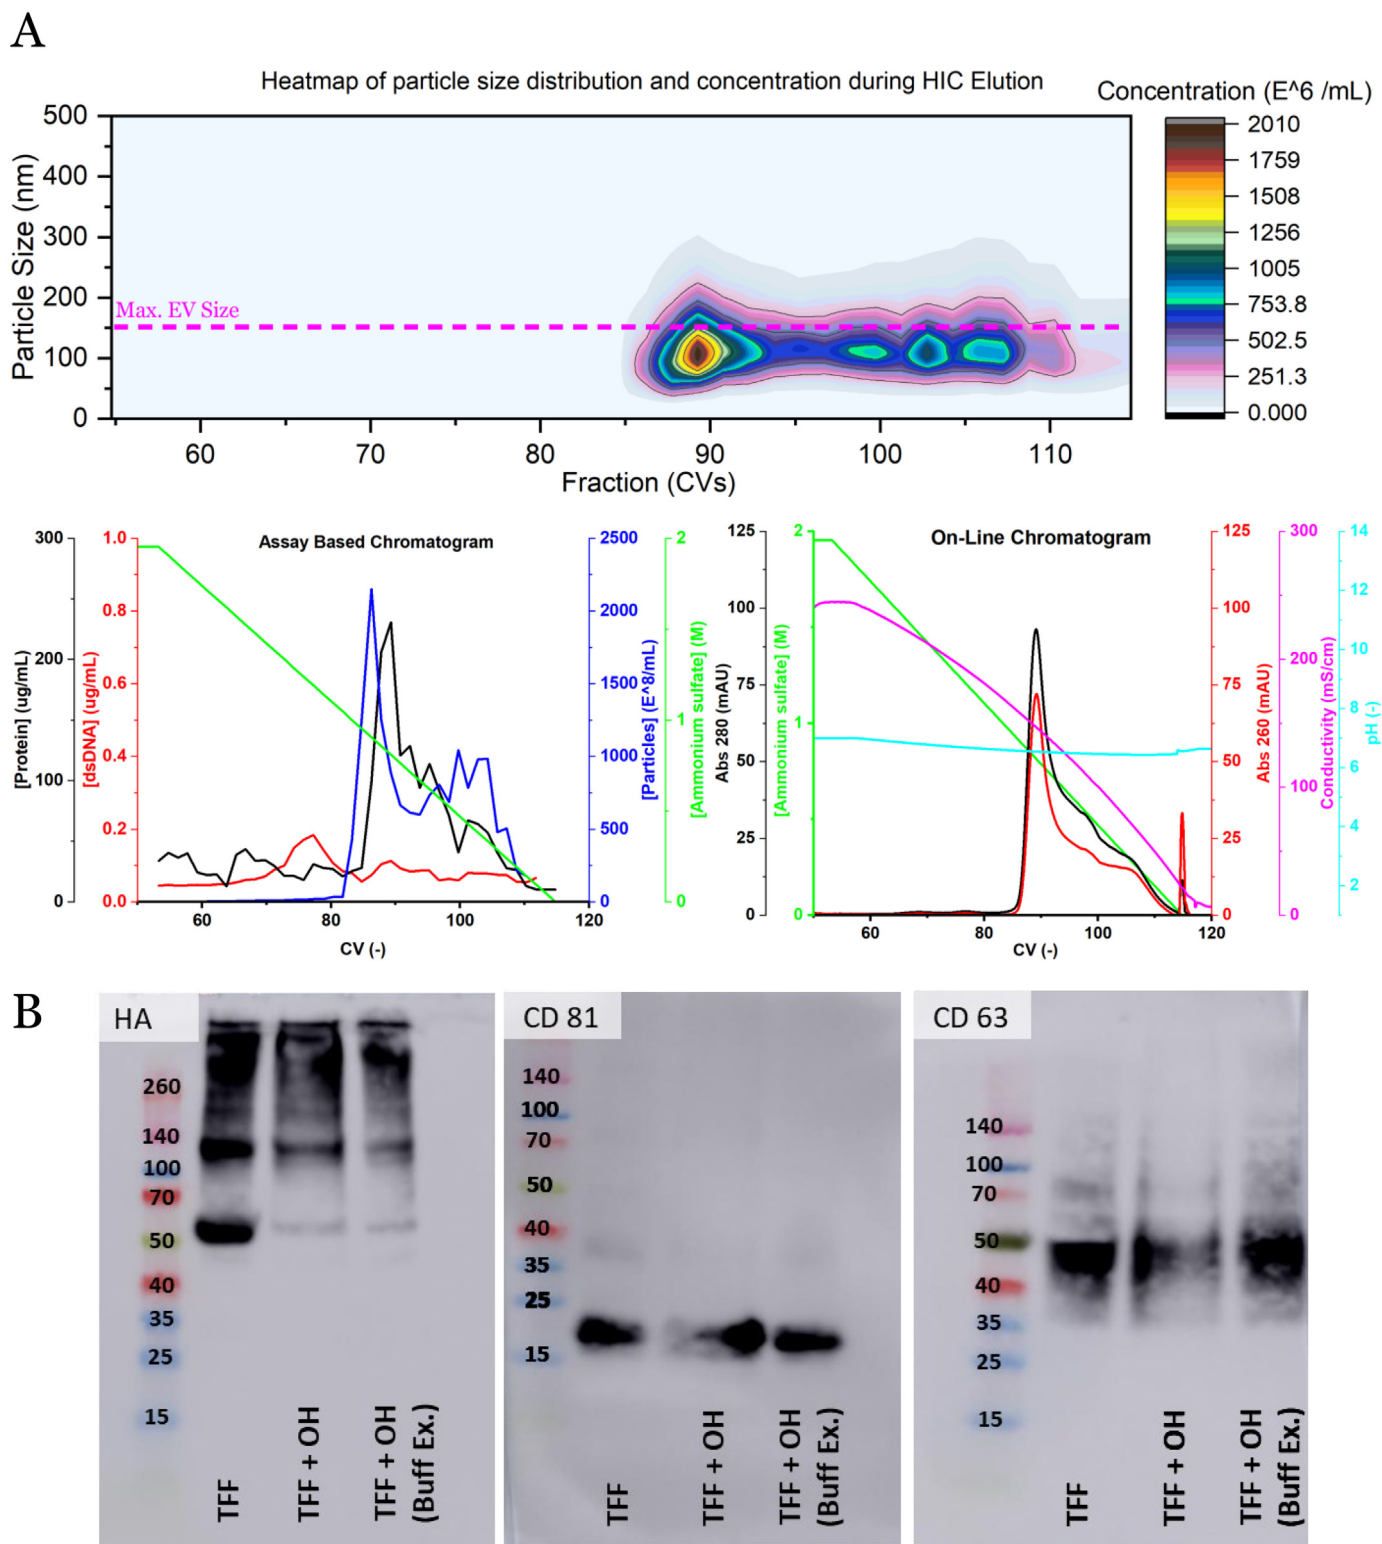 A
Heatmap of particle size distribution and concentration during HIC Elution
Concentration (E^6 /mL)
Particle Size (nm)
500
400
300
200
100
0
Max. EV Size
60
70
80
90
100
110
Fraction (CVs)
2010
1759
1508
1256
1005
753.8
502.5
251.3
0.000
Assay Based Chromatogram
[Protein] (ug/mL)
300
200
100
0
[dsDNA] (ug/mL)
1.0
0.8
0.6
0.4
0.2
0.0
60
80
100
120
CV (-)
2500
2000
1500
1000
500
0
[Particles] (E^8/mL)
[Ammonium sulfate] (M)
2
1
0
On-Line Chromatogram
Abs 280 (mAU)
125
100
75
50
25
0
[Ammonium sulfate] (M)
2
1
0
60
80
100
120
CV (-)
Abs 260 (mAU)
125
100
75
50
25
0
Conductivity (mS/cm)
300
200
100
0
pH (-)
14
12
10
8
6
4
2
B
HA
260
140
100
70
50
40
35
25
15
TFF
TFF + OH
TFF + OH
(Buff Ex.)
CD 81
140
100
70
50
40
35
25
15
TFF
TFF + OH
TFF + OH
(Buff Ex.)
CD 63
140
100
70
50
40
35
25
15
TFF
TFF + OH
TFF + OH
(Buff Ex.)